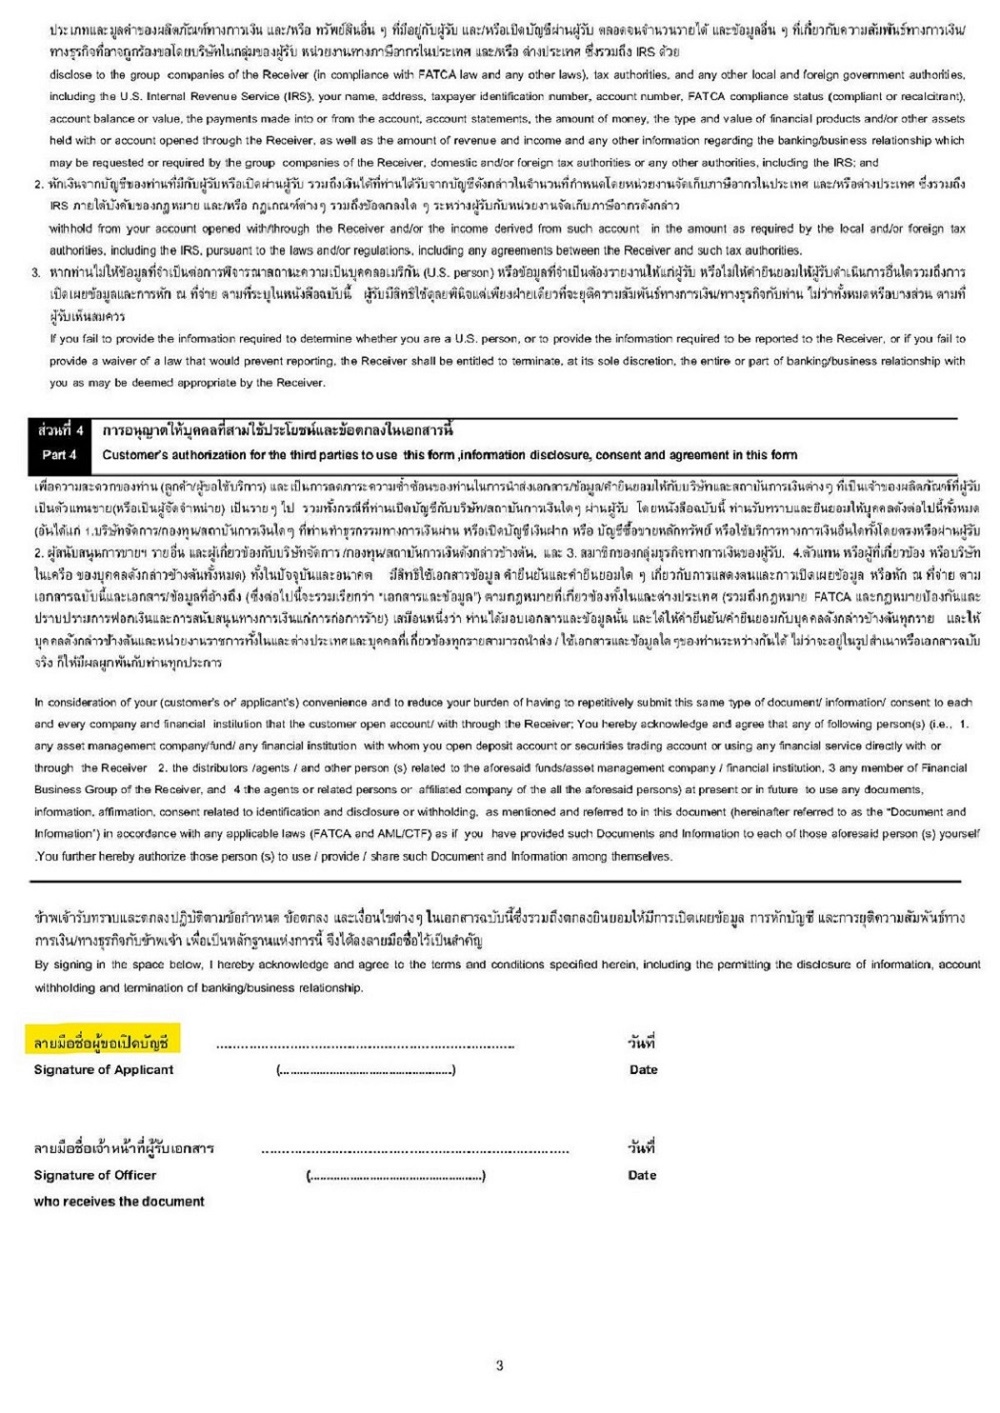 ประเภทและมูลค่าของผลิตภัณฑ์ทางการเงิน และ/หรือ ทรัพย์สินอื่น ๆ ที่มีอยู่กับผู้รับ และ/หรือเปิดบัญชีผ่านผู้รับ ตลอดจนจำนวนรายได้ และข้อมูลอื่น ๆ ที่เกี่ยวกับความสัมพันธ์ทางการเงิน/
ทางธุรกิจที่อาจถูกร้องขอโดยบริษัทในกลุ่มของผู้รับ หน่วยงานทางภาษีอากรในประเทศ และ/หรือ ต่างประเทศ ซึ่งรวมถึง IRS ด้วย
disclose to the group companies of the Receiver (in compliance with FATCA law and any other laws), tax authorities, and any other local and foreign government authorities,
including the U.S. Internal Revenue Service (IRS), your name, address, taxpayer identification number, account number, FATCA compliance status (compliant or recalcitrant),
account balance or value, the payments made into or from the account, account statements, the amount of money, the type and value of financial products and/or other assets
held with or account opened through the Receiver, as well as the amount of revenue and income and any other information regarding the banking/business relationship which
may be requested or required by the group companies of the Receiver, domestic and/or foreign tax authorities or any other authorities, including the IRS; and
2. หักเงินจากบัญชีของท่านที่มีกับผู้รับหรือเปิดผ่านผู้รับ รวมถึงเงินได้ที่ท่านได้รับจากบัญชีดังกล่าวในจำนวนที่กำหนดโดยหน่วยงานจัดเก็บภาษีอากรในประเทศ และ/หรือต่างประเทศ ซึ่งรวมถึง
IRS ภายใต้บังคับของกฎหมาย และ/หรือ กฎเกณฑ์ต่างๆ รวมถึงข้อตกลงใด ๆ ระหว่างผู้รับกับหน่วยงานจัดเก็บภาษีอากรดังกล่าว
withhold from your account opened with/through the Receiver and/or the income derived from such account in the amount as required by the local and/or foreign tax
authorities, including the IRS, pursuant to the laws and/or regulations, including any agreements between the Receiver and such tax authorities.
3. หากท่านไม่ให้ข้อมูลที่จำเป็นต่อการพิจารณาสถานะความเป็นบุคคลอเมริกัน (U.S. person) หรือข้อมูลที่จำเป็นต้องรายงานให้แก่ผู้รับ หรือไม่ให้คำยินยอมให้ผู้รับดำเนินการอื่นใดรวมถึงการ
เปิดเผยข้อมูลและการหัก ณ ที่จ่าย ตามที่ระบุในหนังสือฉบับนี้ ผู้รับมีสิทธิใช้ดุลยพินิจแต่เพียงฝ่ายเดียวที่จะยุติความสัมพันธ์ทางการเงิน/ทางธุรกิจกับท่าน ไม่ว่าทั้งหมดหรือบางส่วน ตามที่
ผู้รับเห็นสมควร
If you fail to provide the information required to determine whether you are a U.S. person, or to provide the information required to be reported to the Receiver, or if you fail to
provide a waiver of a law that would prevent reporting, the Receiver shall be entitled to terminate, at its sole discretion, the entire or part of banking/business relationship with
you as may be deemed appropriate by the Receiver.
ส่วนที่ 4 การอนุญาตให้บุคคลที่สามใช้ประโยชน์และข้อตกลงในเอกสารนี้
Part 4 Customer's authorization for the third parties to use this form ,information disclosure, consent and agreement in this form
เพื่อความสะดวกของท่าน (ลูกค้า/ผู้ขอใช้บริการ) และ เป็นการลดภาระความซ้ำซ้อนของท่านในการนำส่งเอกสาร/ข้อมูล/คำยินยอมให้กับบริษัทและสถาบันการเงินต่างๆ ที่เป็นเจ้าของผลิตภัณฑ์ที่ผู้รับ
เป็นตัวแทนขาย(หรือเป็นผู้จัดจำหน่าย) เป็นรายๆ ไป รวมทั้งกรณีที่ท่านเปิดบัญชีกับบริษัท/สถาบันการเงินใดๆ ผ่านผู้รับ โดยหนังสือฉบับนี้ ท่านรับทราบและยินยอมให้บุคคลดังต่อไปนี้ทั้งหมด
(อันได้แก่ 1.บริษัทจัดการ/กองทุน/สถาบันการเงินใดๆ ที่ท่านทำธุรกรรมทางการเงินผ่าน หรือเปิดบัญชีเงินฝาก หรือ บัญชีซื้อขายหลักทรัพย์ หรือใช้บริการทางการเงินอื่นใดทั้งโดยตรงหรือผ่านผู้รับ
2. ผู้สนับสนุนการขายฯ รายอื่น และผู้เกี่ยวข้องกับบริษัทจัดการ /กองทุน/สถาบันการเงินดังกล่าวข้างต้น, และ 3. สมาชิกของกลุ่มธุรกิจทางการเงินของผู้รับ, 4.ตัวแทน หรือผู้ที่เกี่ยวข้อง หรือบริษัท
ในเครือ ของบุคคลดังกล่าวข้างต้นทั้งหมด) ทั้งในปัจจุบันและอนาคต มีสิทธิใช้เอกสารข้อมูล คำยืนยันและคำยินยอมใด ๆ เกี่ยวกับการแสดงตนและการเปิดเผยข้อมูล หรือหัก ณ ที่จ่าย ตาม
เอกสารฉบับนี้และเอกสาร/ข้อมูลที่อ้างถึง (ซึ่งต่อไปนี้จะรวมเรียกว่า "เอกสารและข้อมูล") ตามกฎหมายที่เกี่ยวข้องทั้งในและต่างประเทศ (รวมถึงกฎหมาย FATCA และกฎหมายป้องกันและ
ปราบปรามการฟอกเงินและการสนับสนุนทางการเงินแก่การก่อการร้าย) เสมือนหนึ่งว่า ท่านได้มอบเอกสารและข้อมูลนั้น และได้ให้คำยืนยัน/คำยินยอมกับบุคคลดังกล่าวข้างต้นทุกราย และให้
บุคคลดังกล่าวข้างต้นและหน่วยงานราชการทั้งในและต่างประเทศและบุคคลที่เกี่ยวข้องทุกรายสามารถนำส่ง / ใช้เอกสารและข้อมูลใดๆของท่านระหว่างกันได้ ไม่ว่าจะอยู่ในรูปสำเนาหรือเอกสารฉบับ
จริง ก็ให้มีผลผูกพันกับท่านทุกประการ
In consideration of your (customer's or' applicant's) convenience and to reduce your burden of having to repetitively submit this same type of document/ information/ consent to each
and every company and financial institution that the customer open account/ with through the Receiver; You hereby acknowledge and agree that any of following person(s) (i.e., 1.
any asset management company/fund/ any financial institution with whom you open deposit account or securities trading account or using any financial service directly with or
through the Receiver 2. the distributors /agents / and other person (s) related to the aforesaid funds/asset management company / financial institution, 3 any member of Financial
Business Group of the Receiver, and 4 the agents or related persons or affiliated company of the all the aforesaid persons) at present or in future to use any documents,
information, affirmation, consent related to identification and disclosure or withholding, as mentioned and referred to in this document (hereinafter referred to as the "Document and
Information") in accordance with any applicable laws (FATCA and AML/CTF) as if you have provided such Documents and Information to each of those aforesaid person (s) yourself
.You further hereby authorize those person (s) to use / provide / share such Document and Information among themselves.
ข้าพเจ้ารับทราบและตกลงปฏิบัติตามข้อกำหนด ข้อตกลง และเงื่อนไขต่างๆ ในเอกสารฉบับนี้ซึ่งรวมถึงตกลงยินยอมให้มีการเปิดเผยข้อมูล การหักบัญชี และการยุติความสัมพันธ์ทาง
การเงิน/ทางธุรกิจกับข้าพเจ้า เพื่อเป็นหลักฐานแห่งการนี้ จึงได้ลงลายมือชื่อไว้เป็นสำคัญ
By signing in the space below, I hereby acknowledge and agree to the terms and conditions specified herein, including the permitting the disclosure of information, account
withholding and termination of banking/business relationship.
ลายมือชื่อผู้ขอเปิดบัญชี ........................................................................ วันที่
Signature of Applicant (....................................................) Date
ลายมือชื่อเจ้าหน้าที่ผู้รับเอกสาร ........................................................................ วันที่
Signature of Officer (....................................................) Date
who receives the document
3